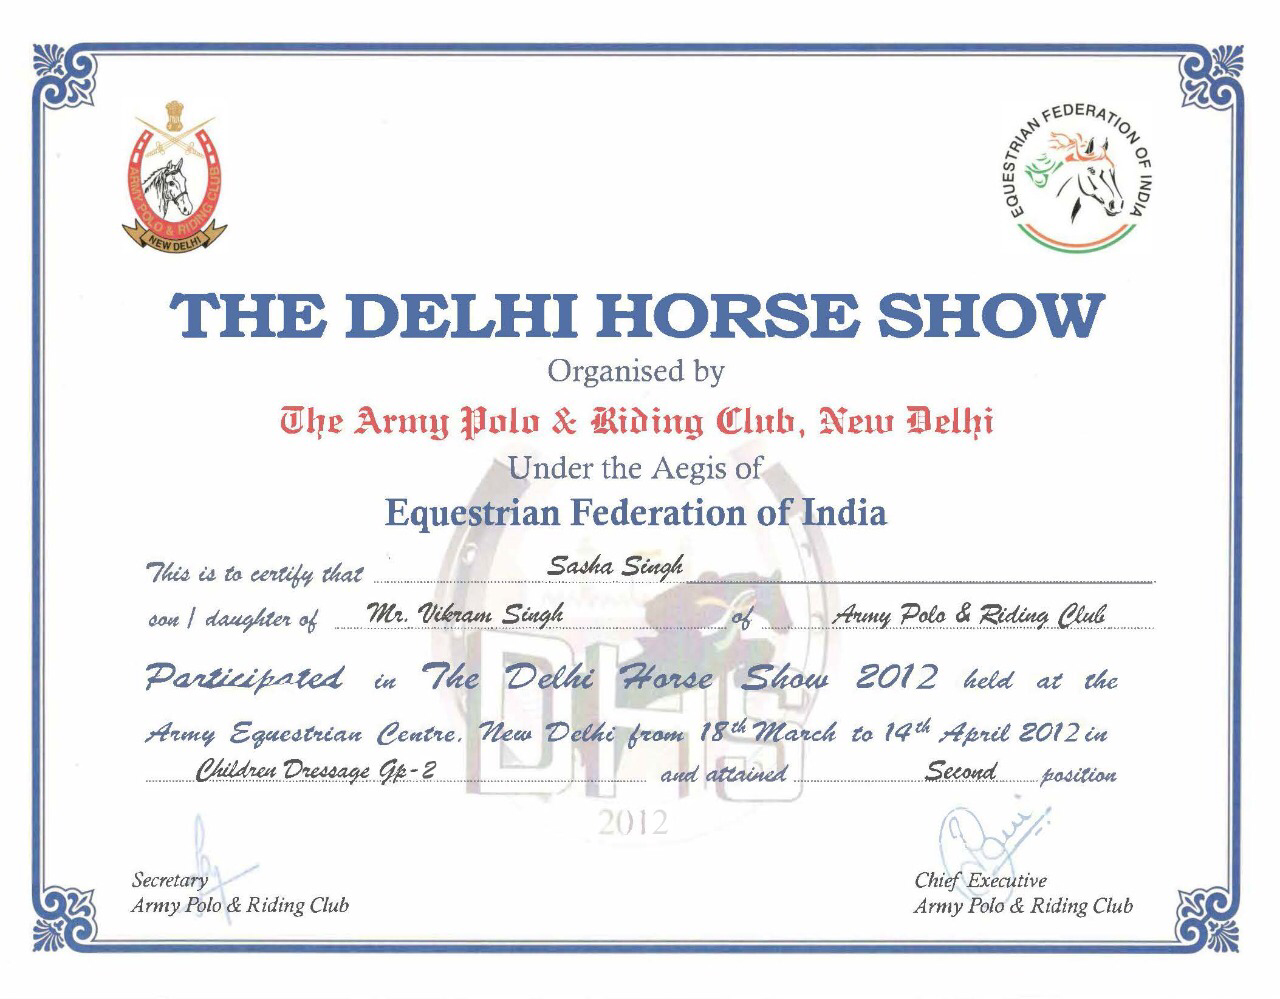 ARMY POLO & RIDING CLUB
NEW DELHI
EQUESTRIAN FEDERATION OF INDIA
THE DELHI HORSE SHOW
Organised by
The Army Polo & Riding Club, New Delhi
Under the Aegis of
Equestrian Federation of India
This is to certify that Sasha Singh
son / daughter of Mr. Vikram Singh of Army Polo & Riding Club
Participated in The Delhi Horse Show 2012 held at the
Army Equestrian Centre, New Delhi from 18th March to 14th April 2012 in
Children Dressage Gp-2 and attained Second position
DHS
2012
Secretary
Army Polo & Riding Club
Chief Executive
Army Polo & Riding Club